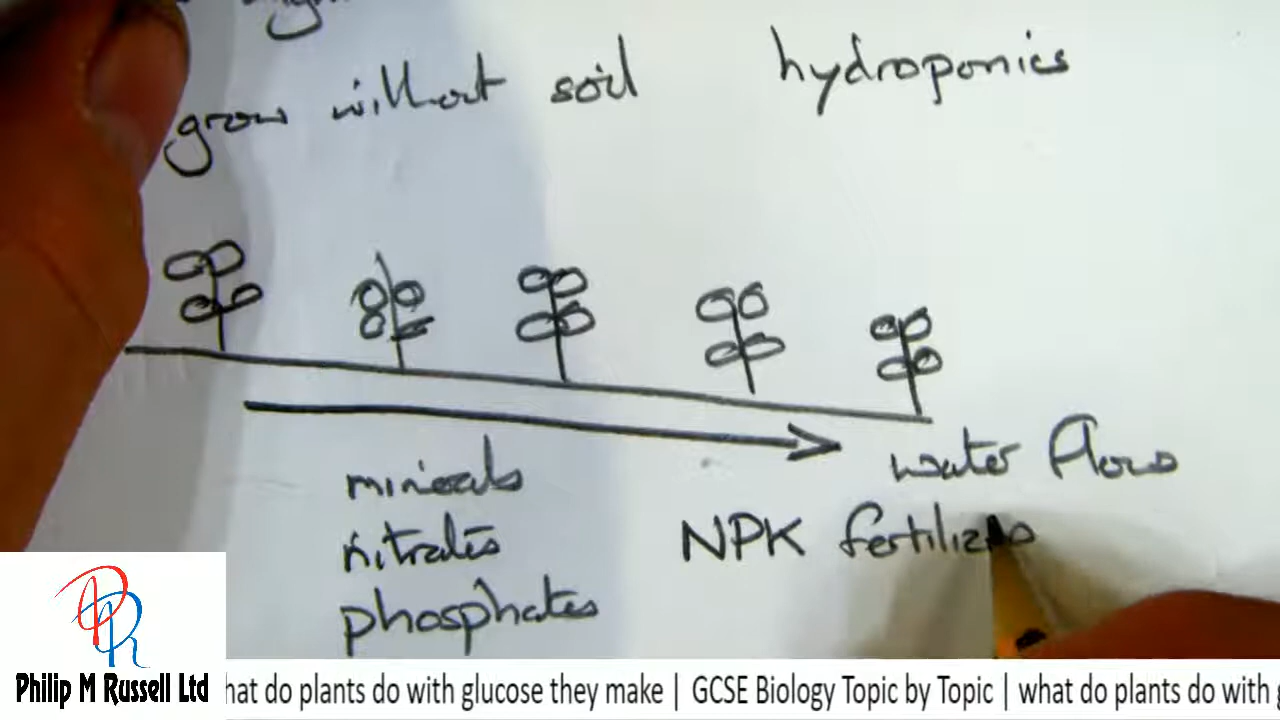 grow without soil hydroponics
water flow
minerals
nitrates NPK fertilizers
phosphates
Philip M Russell Ltd
hat do plants do with glucose they make | GCSE Biology Topic by Topic | what do plants do with g